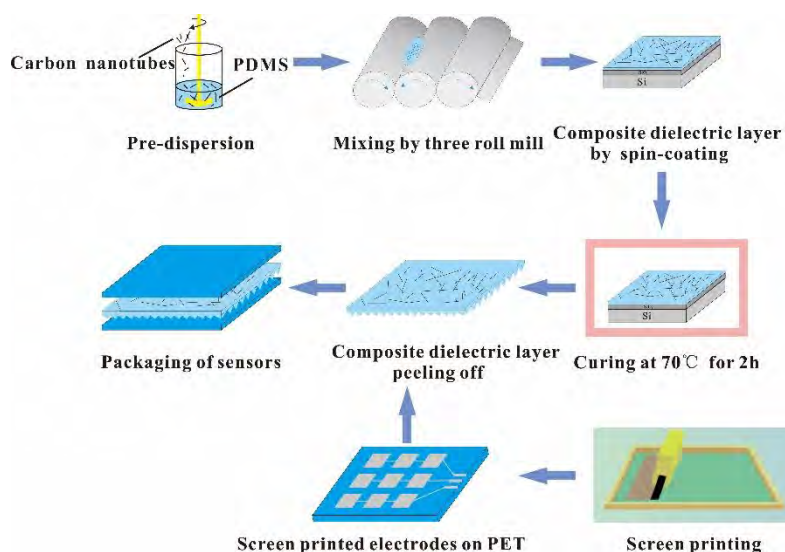 Carbon nanotubes
PDMS
Pre-dispersion
Mixing by three roll mill
Si
Composite dielectric layer
by spin-coating
Si
Curing at 70℃ for 2h
Composite dielectric layer
peeling off
Packaging of sensors
Screen printed electrodes on PET
Screen printing